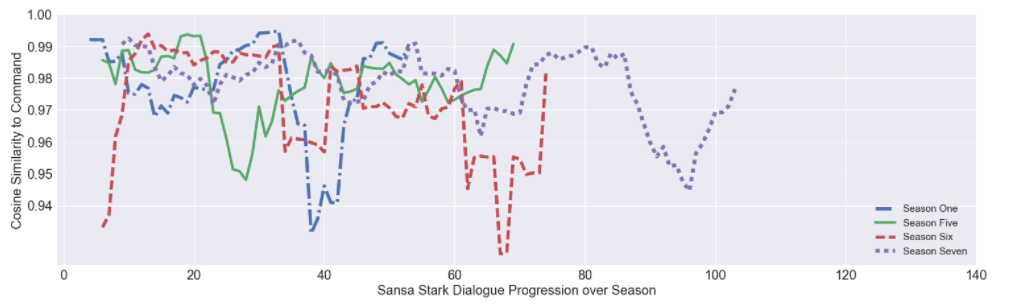 Cosine Similarity to Command
1.00
0.99
0.98
0.97
0.96
0.95
0.94
0 20 40 60 80 100 120 140
Sansa Stark Dialogue Progression over Season
Season One
Season Five
Season Six
Season Seven